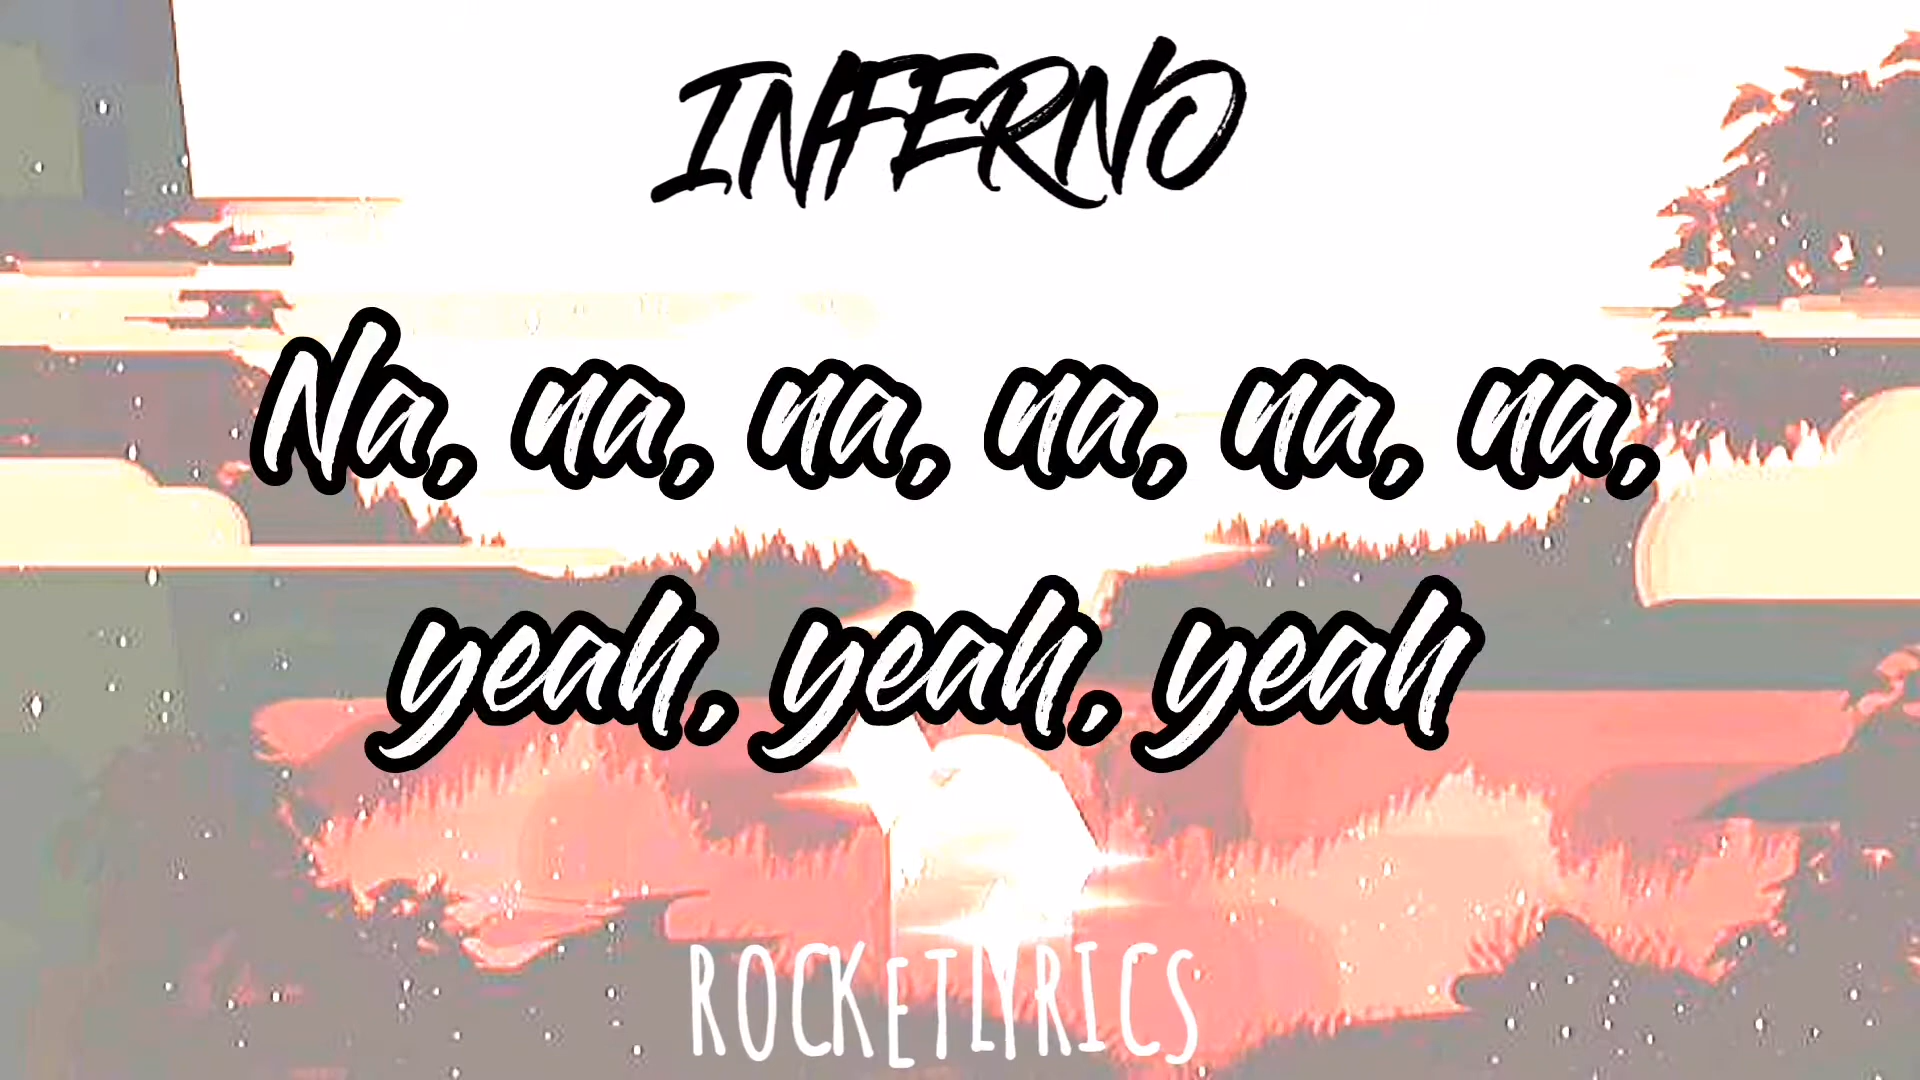 INFERNO
Na, na, na, na, na, na,
yeah, yeah, yeah
ROCKETLYRICS